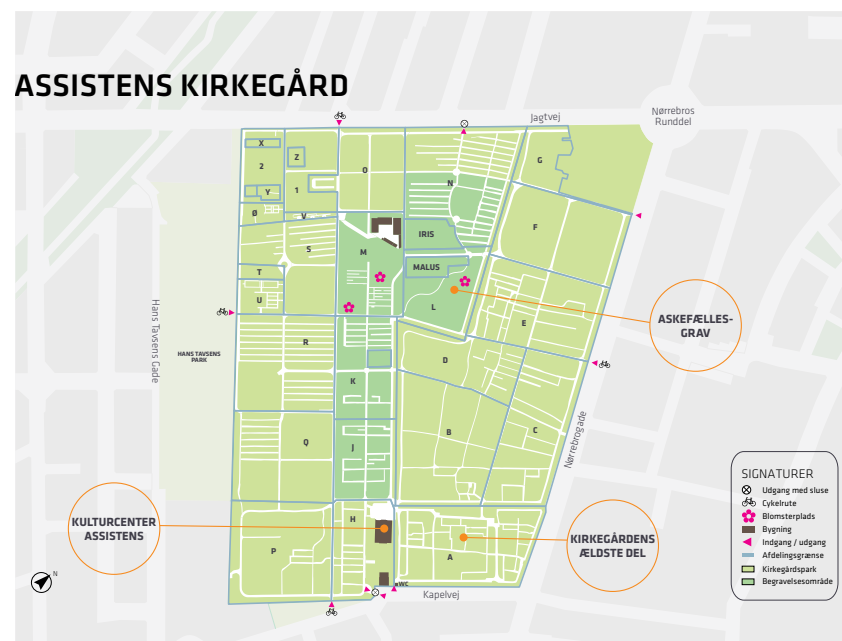 ASSISTENS KIRKEGÅRD
Jagtvej
Nørrebros
Runddel
X
2
Z
Y
1
O
N
G
Ø
V
S
M
IRIS
F
T
MALUS
U
L
E
ASKEFÆLLES-
GRAV
Hans Tavsens Gade
HANS TAVSENS
PARK
R
D
K
B
C
Q
J
Nørrebrogade
KULTURCENTER
ASSISTENS
H
P
A
KIRKEGÅRDENS
ÆLDSTE DEL
WC
Kapelvej
N
SIGNATURER
Udgang med sluse
Cykelrute
Blomsterplads
Bygning
Indgang / udgang
Afdelingsgrænse
Kirkegårdspark
Begravelsesområde